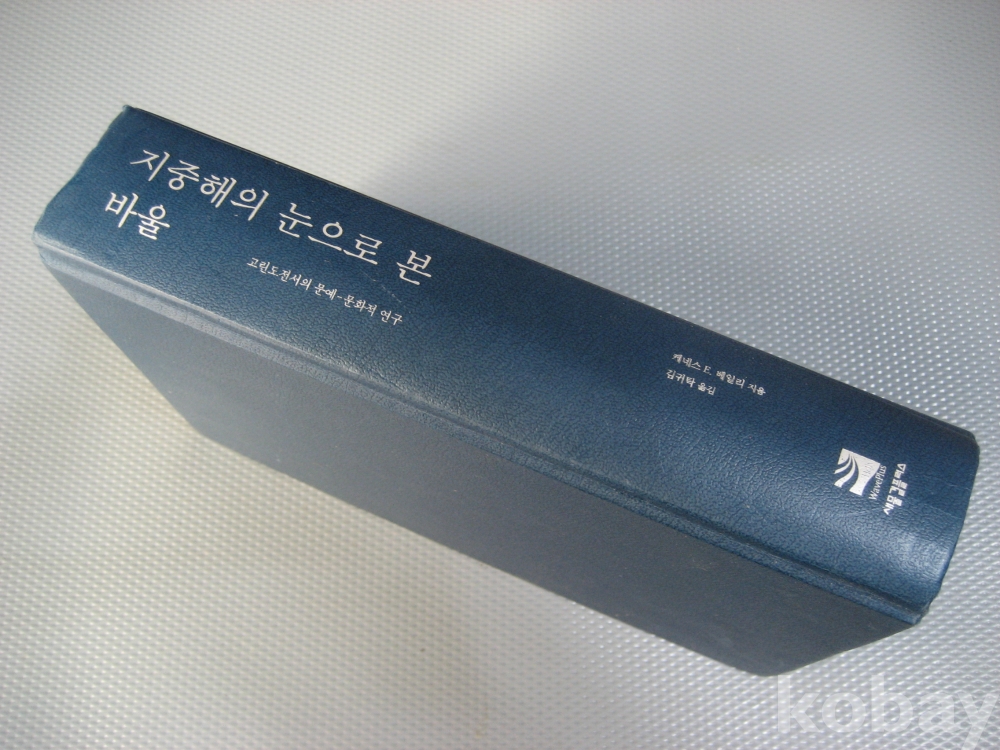 지중해의 눈으로 본
바울
고린도전서의 문예-문화적 연구
케네스 E. 베일리 지음
김귀탁 옮김
WavePlus
새물결플러스
kobay